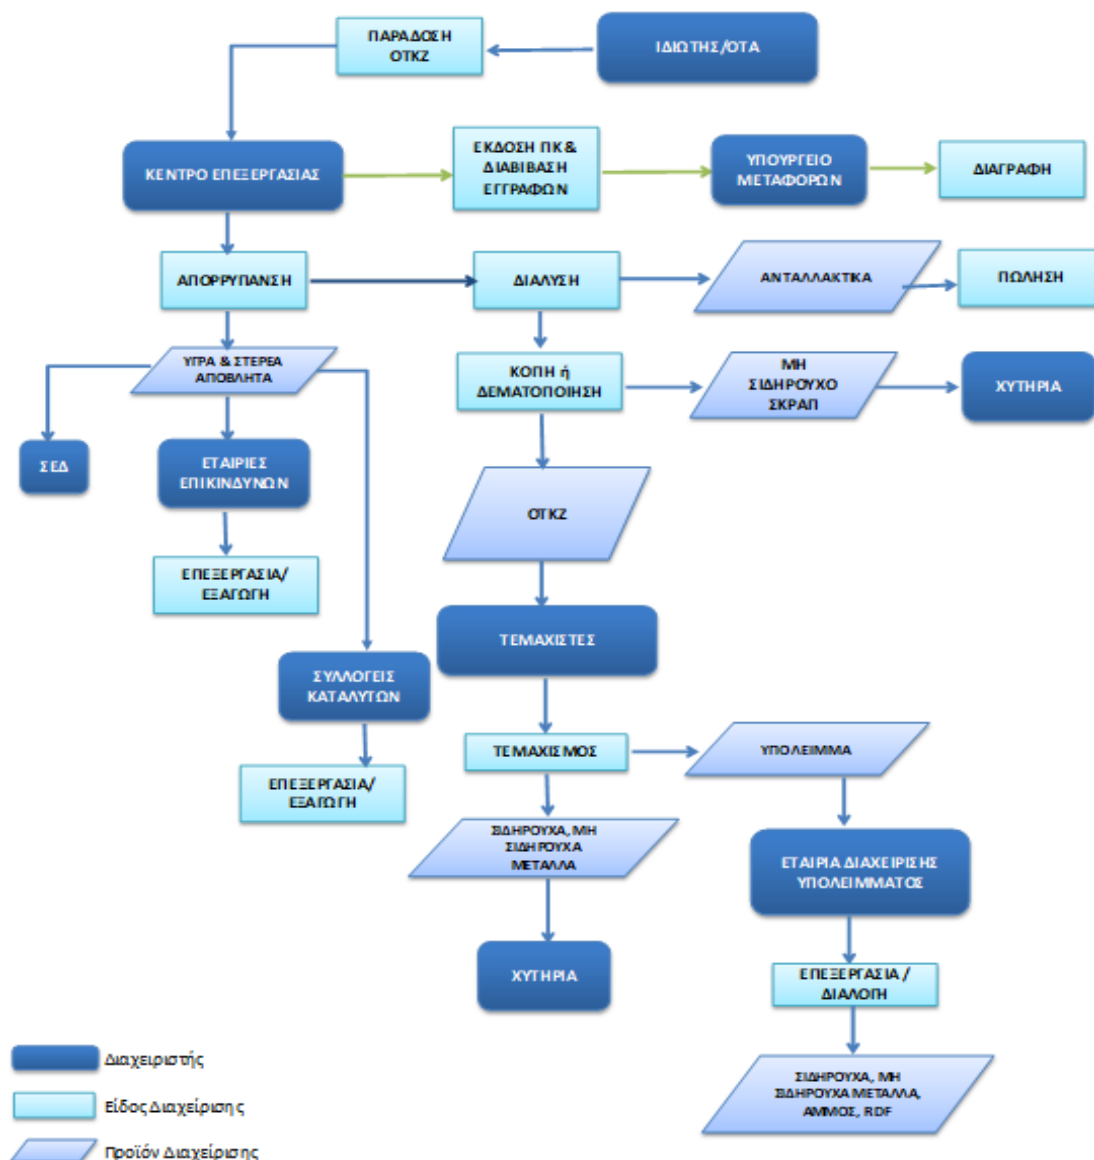 ΠΑΡΑΔΟΣΗ
ΟΤΚΖ
ΙΔΙΩΤΗΣ/ΟΤΑ
ΚΕΝΤΡΟ ΕΠΕΞΕΡΓΑΣΙΑΣ
ΕΚΔΟΣΗ ΠΚ &
ΔΙΑΒΙΒΑΣΗ
ΕΓΓΡΑΦΩΝ
ΥΠΟΥΡΓΕΙΟ
ΜΕΤΑΦΟΡΩΝ
ΔΙΑΓΡΑΦΗ
ΑΠΟΡΡΥΠΑΝΣΗ
ΔΙΑΛΥΣΗ
ΑΝΤΑΛΛΑΚΤΙΚΑ
ΠΩΛΗΣΗ
ΥΓΡΑ & ΣΤΕΡΕΑ
ΑΠΟΒΛΗΤΑ
ΚΟΠΗ ή
ΔΕΜΑΤΟΠΟΙΗΣΗ
ΜΗ
ΣΙΔΗΡΟΥΧΟ
ΣΚΡΑΠ
ΧΥΤΗΡΙΑ
ΣΕΔ
ΕΤΑΙΡΙΕΣ
ΕΠΙΚΙΝΔΥΝΩΝ
ΟΤΚΖ
ΕΠΕΞΕΡΓΑΣΙΑ/
ΕΞΑΓΩΓΗ
ΤΕΜΑΧΙΣΤΕΣ
ΣΥΛΛΟΓΕΙΣ
ΚΑΤΑΛΥΤΩΝ
ΤΕΜΑΧΙΣΜΟΣ
ΥΠΟΛΕΙΜΜΑ
ΕΠΕΞΕΡΓΑΣΙΑ/
ΕΞΑΓΩΓΗ
ΣΙΔΗΡΟΥΧΑ, ΜΗ
ΣΙΔΗΡΟΥΧΑ
ΜΕΤΑΛΛΑ
ΕΤΑΙΡΙΑ ΔΙΑΧΕΙΡΙΣΗΣ
ΥΠΟΛΕΙΜΜΑΤΟΣ
ΧΥΤΗΡΙΑ
ΕΠΕΞΕΡΓΑΣΙΑ /
ΔΙΑΛΟΓΗ
ΣΙΔΗΡΟΥΧΑ, ΜΗ
ΣΙΔΗΡΟΥΧΑ ΜΕΤΑΛΛΑ,
ΑΜΜΟΣ, RDF
Διαχειριστής
Είδος Διαχείρισης
Προϊόν Διαχείρισης